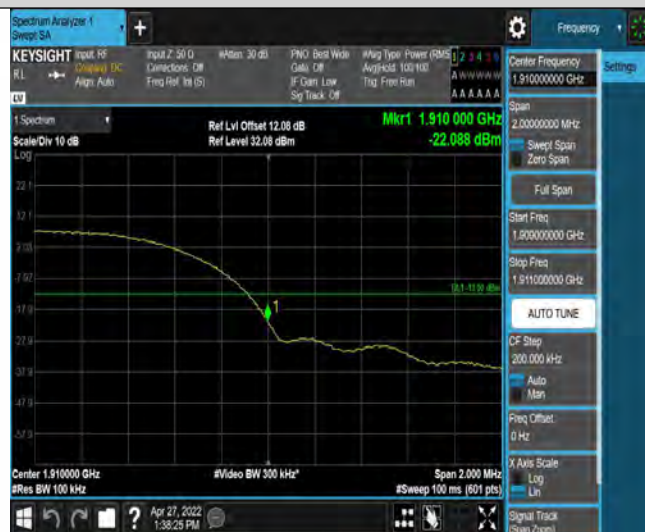 Spectrum Analyzer 1
Swept SA
+
Frequency
KEYSIGHT Input: RF Input Z: 50 Ω #Atten: 30 dB PNO: Best Wide #Avg Type: Power (RMS 1 2 3 4 5 6
RL Coupling: DC Corrections: Off Gate: Off Avg|Hold: 100/100 A W W W W W
Align: Auto Freq Ref: Int (S) IF Gain: Low Trig: Free Run
Sig Track: Off A A A A A A
LV
Center Frequency
1.910000000 GHz
Settings
Span
2.00000000 MHz
Swept Span
Zero Span
Full Span
Start Freq
1.909000000 GHz
Stop Freq
1.911000000 GHz
AUTO TUNE
CF Step
200.000 kHz
Auto
Man
Freq Offset
0 Hz
X Axis Scale
Log
Lin
Signal Track
(Span Zoom)
1 Spectrum
Scale/Div 10 dB
Ref Lvl Offset 12.08 dB
Ref Level 32.08 dBm
Mkr1 1.910 000 GHz
-22.088 dBm
Log
22.1
12.1
2.08
-7.92
-17.9
-27.9
-37.9
-47.9
-57.9
1
Center 1.910000 GHz #Video BW 300 kHz* Span 2.000 MHz
#Res BW 100 kHz #Sweep 100 ms (601 pts)
? Apr 27, 2022
1:38:25 PM